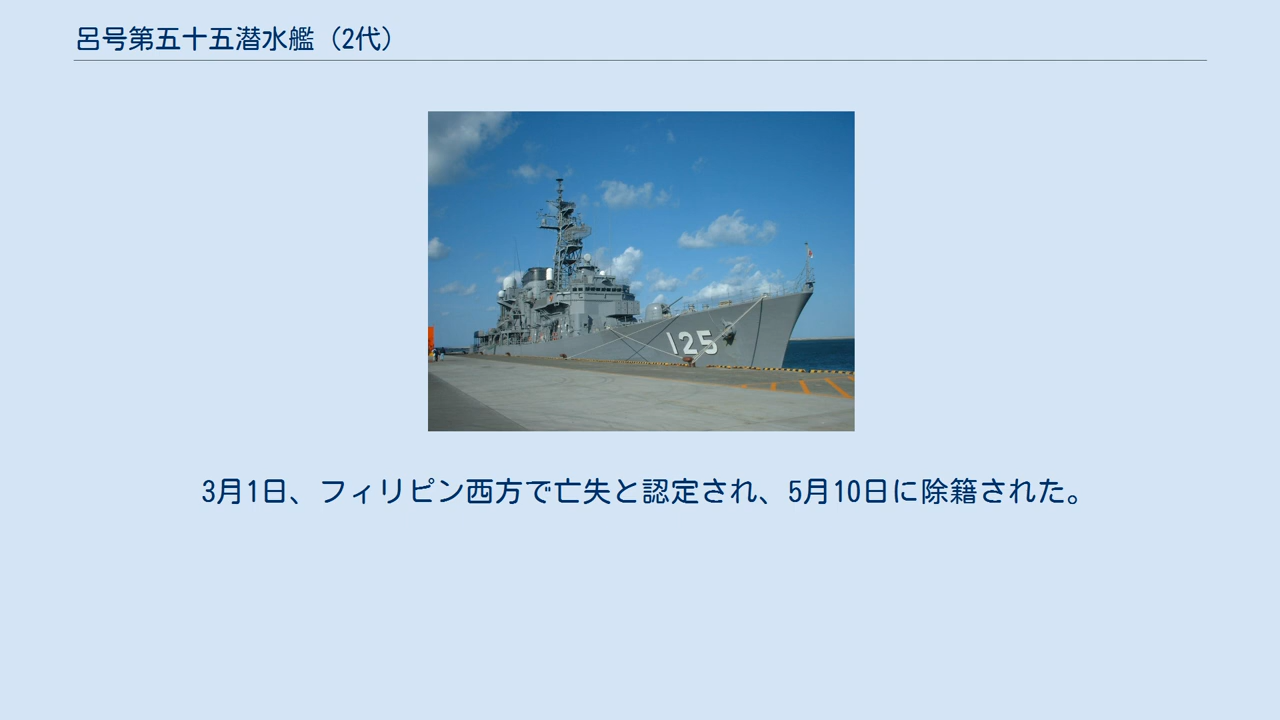 呂号第五十五潜水艦（2代）
125
3月1日、フィリピン西方で亡失と認定され、5月10日に除籍された。